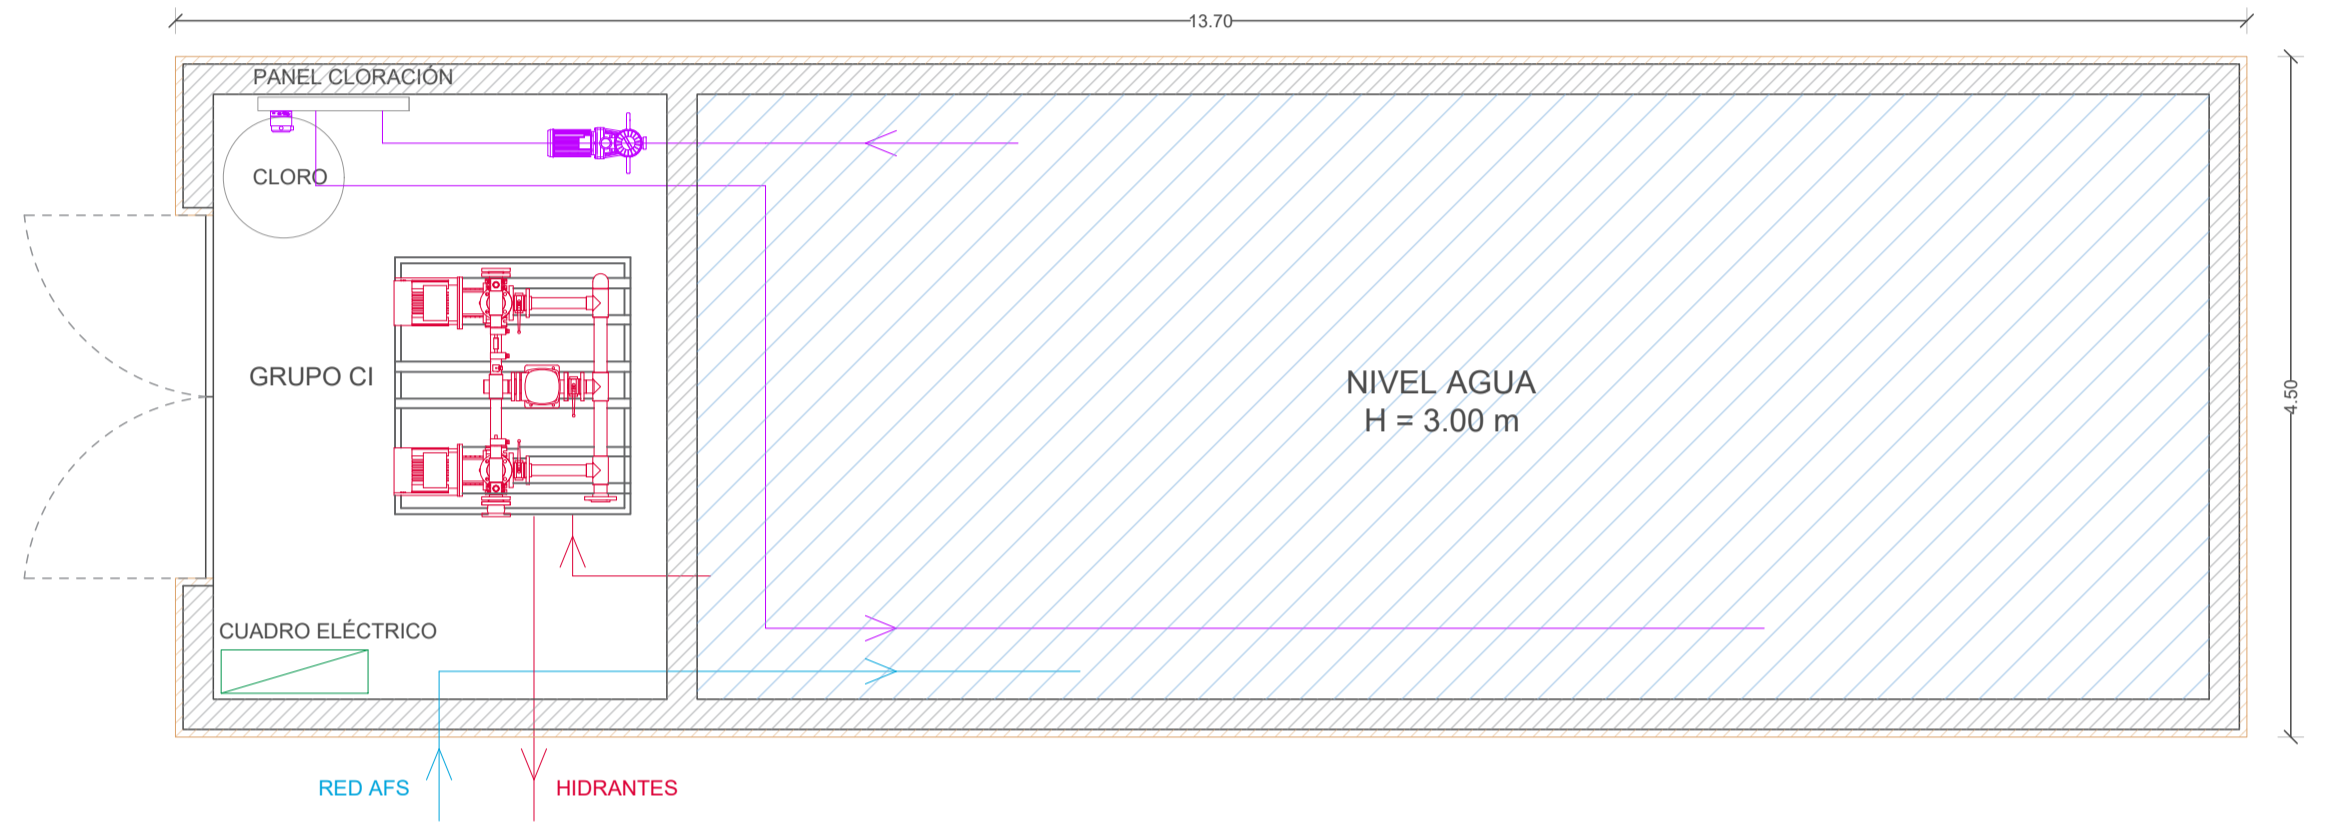 13.70
PANEL CLORACIÓN
CLORO
GRUPO CI
NIVEL AGUA
H = 3.00 m
4.50
CUADRO ELÉCTRICO
RED AFS
HIDRANTES